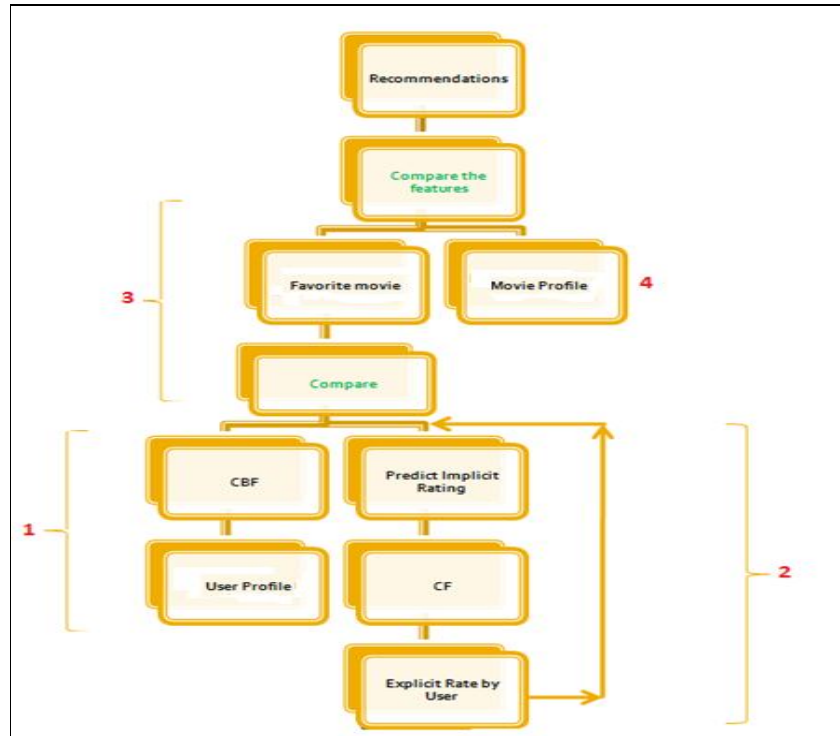 Recommendations
Compare the
features
3
Favorite movie
Movie Profile
4
Compare
1
CBF
Predict Implicit
Rating
2
User Profile
CF
Explicit Rate by
User